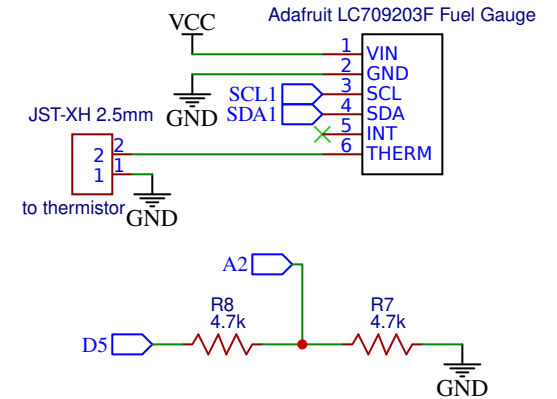 Adafruit LC709203F Fuel Gauge
VCC
1 VIN
2 GND
GND
SCL1 3 SCL
SDA1 4 SDA
5 INT
6 THERM
JST-XH 2.5mm
2 2
1 1
to thermistor
GND
A2
R8
4.7k
R7
4.7k
D5
GND